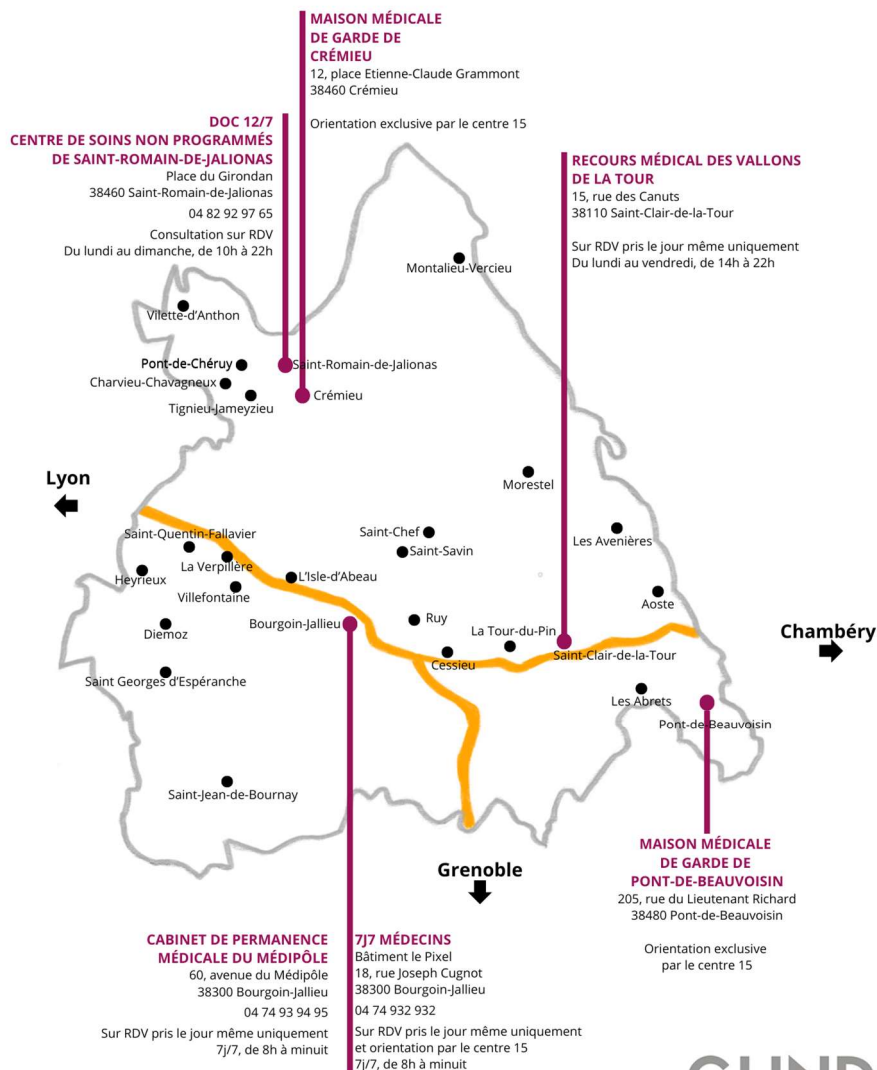 MAISON MÉDICALE
DE GARDE DE
CRÉMIEU
12, place Etienne-Claude Grammont
38460 Crémieu
Orientation exclusive par le centre 15
DOC 12/7
CENTRE DE SOINS NON PROGRAMMÉS
DE SAINT-ROMAIN-DE-JALIONAS
Place du Girondan
38460 Saint-Romain-de-Jalionas
04 82 92 97 65
Consultation sur RDV
Du lundi au dimanche, de 10h à 22h
RECOURS MÉDICAL DES VALLONS
DE LA TOUR
15, rue des Canuts
38110 Saint-Clair-de-la-Tour
Sur RDV pris le jour même uniquement
Du lundi au vendredi, de 14h à 22h
Montalieu-Vercieu
Vilette-d'Anthon
Pont-de-Chéruy
Saint-Romain-de-Jalionas
Charvieu-Chavagneux
Tignieu-Jameyzieu
Crémieu
Lyon
Morestel
Saint-Quentin-Fallavier
Saint-Chef
Les Avenières
Saint-Savin
La Verpillère
Heyrieux
L'Isle-d'Abeau
Villefontaine
Aoste
Bourgoin-Jallieu
Ruy
Diemoz
La Tour-du-Pin
Chambéry
Cessieu
Saint-Clair-de-la-Tour
Saint Georges d'Espéranche
Les Abrets
Pont-de-Beauvoisin
Saint-Jean-de-Bournay
Grenoble
MAISON MÉDICALE
DE GARDE DE
PONT-DE-BEAUVOISIN
205, rue du Lieutenant Richard
38480 Pont-de-Beauvoisin
Orientation exclusive
par le centre 15
CABINET DE PERMANENCE
MÉDICALE DU MÉDIPÔLE
60, avenue du Médipôle
38300 Bourgoin-Jallieu
04 74 93 94 95
Sur RDV pris le jour même uniquement
7j/7, de 8h à minuit
7J7 MÉDECINS
Bâtiment le Pixel
18, rue Joseph Cugnot
38300 Bourgoin-Jallieu
04 74 932 932
Sur RDV pris le jour même uniquement
et orientation par le centre 15
7j/7, de 8h à minuit